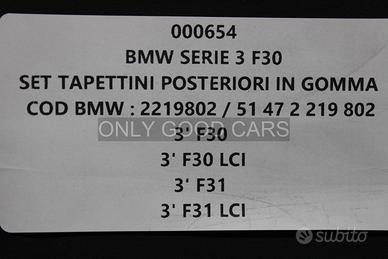 000654
BMW SERIE 3 F30
SET TAPETTINI POSTERIORI IN GOMMA
COD BMW : 2219802 / 51 47 2 219 802
ONLY GOOD CARS
3' F30
3' F30 LCI
3' F31
3' F31 LCI
subito